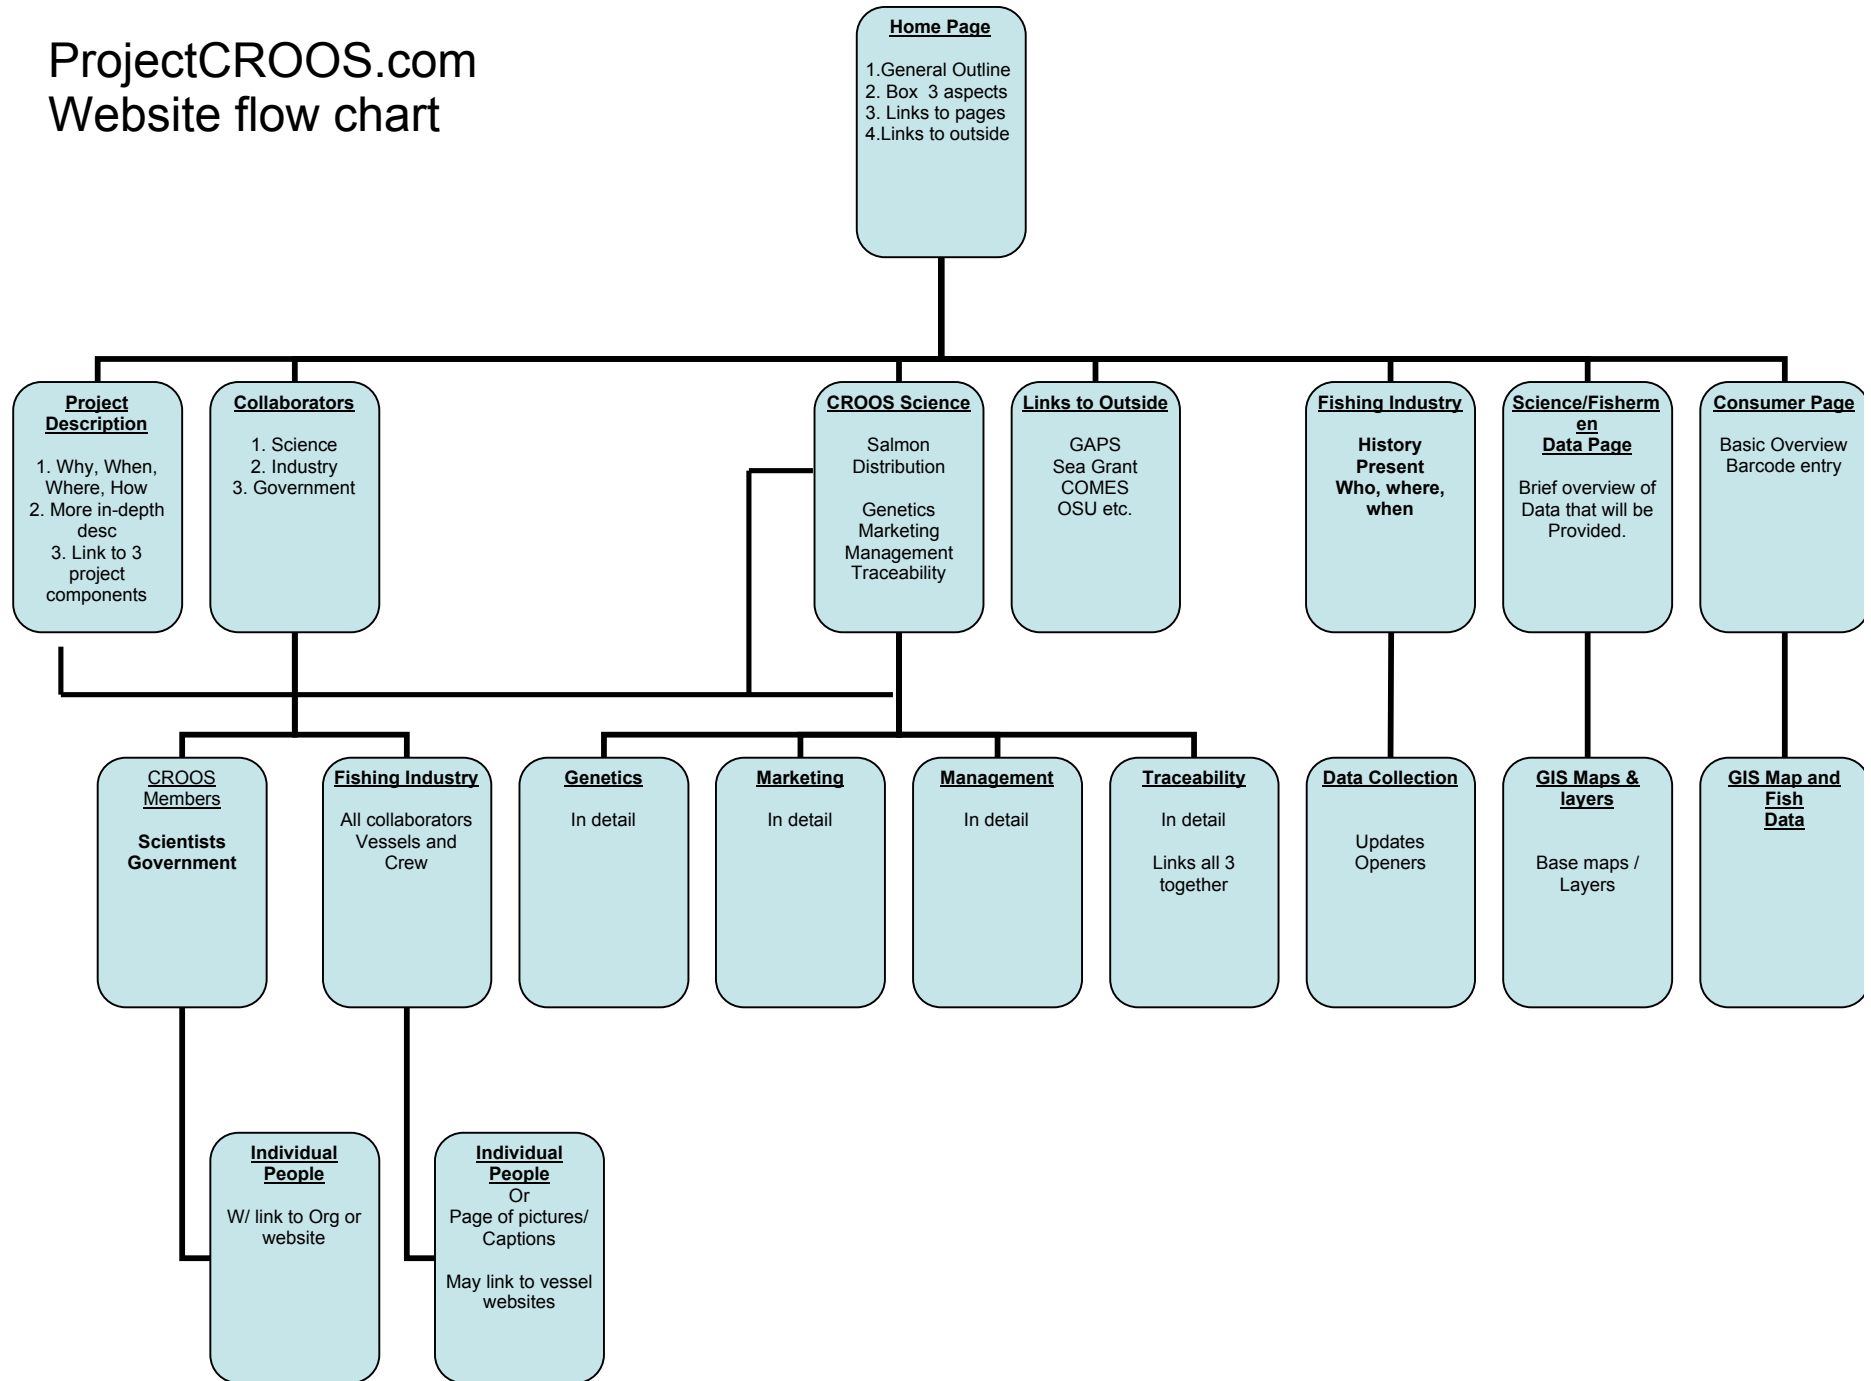 ProjectCROOS.com
Website flow chart
Home Page
1.General Outline
2. Box  3 aspects
3. Links to pages
4.Links to outside
Project
Description
1. Why, When,
Where, How
2. More in-depth
desc
3. Link to 3
project
components
Collaborators
1. Science
2. Industry
3. Government
CROOS Science
Salmon
Distribution
Genetics
Marketing
Management
Traceability
Links to Outside
GAPS
Sea Grant
COMES
OSU etc.
Fishing Industry
History
Present
Who, where,
when
Science/Fisherm
en
Data Page
Brief overview of
Data that will be
Provided.
Consumer Page
Basic Overview
Barcode entry
CROOS
Members
Scientists
Government
Fishing Industry
All collaborators
Vessels and
Crew
Genetics
In detail
Marketing
In detail
Management
In detail
Traceability
In detail
Links all 3
together
Data Collection
Updates
Openers
GIS Maps &
layers
Base maps /
Layers
GIS Map and
Fish
Data
Individual
People
W/ link to Org or
website
Individual
People
Or
Page of pictures/
Captions
May link to vessel
websites